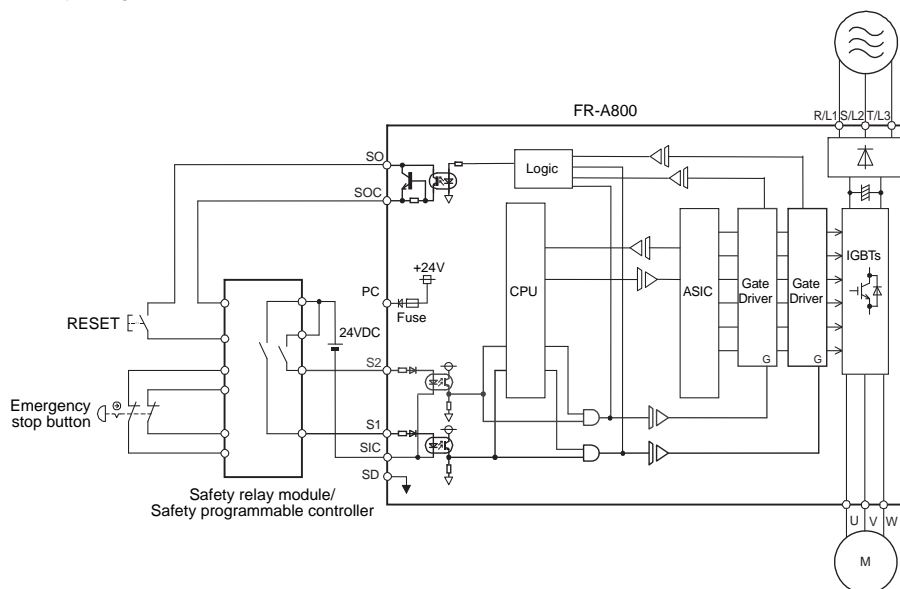 FR-A800
R/L1 S/L2 T/L3
SO
SOC
Logic
+24V
PC
Fuse
CPU
ASIC
Gate
Driver
G
Gate
Driver
G
IGBTs
RESET
24VDC
S2
Emergency
stop button
S1
SIC
SD
Safety relay module/
Safety programmable controller
U V W
M